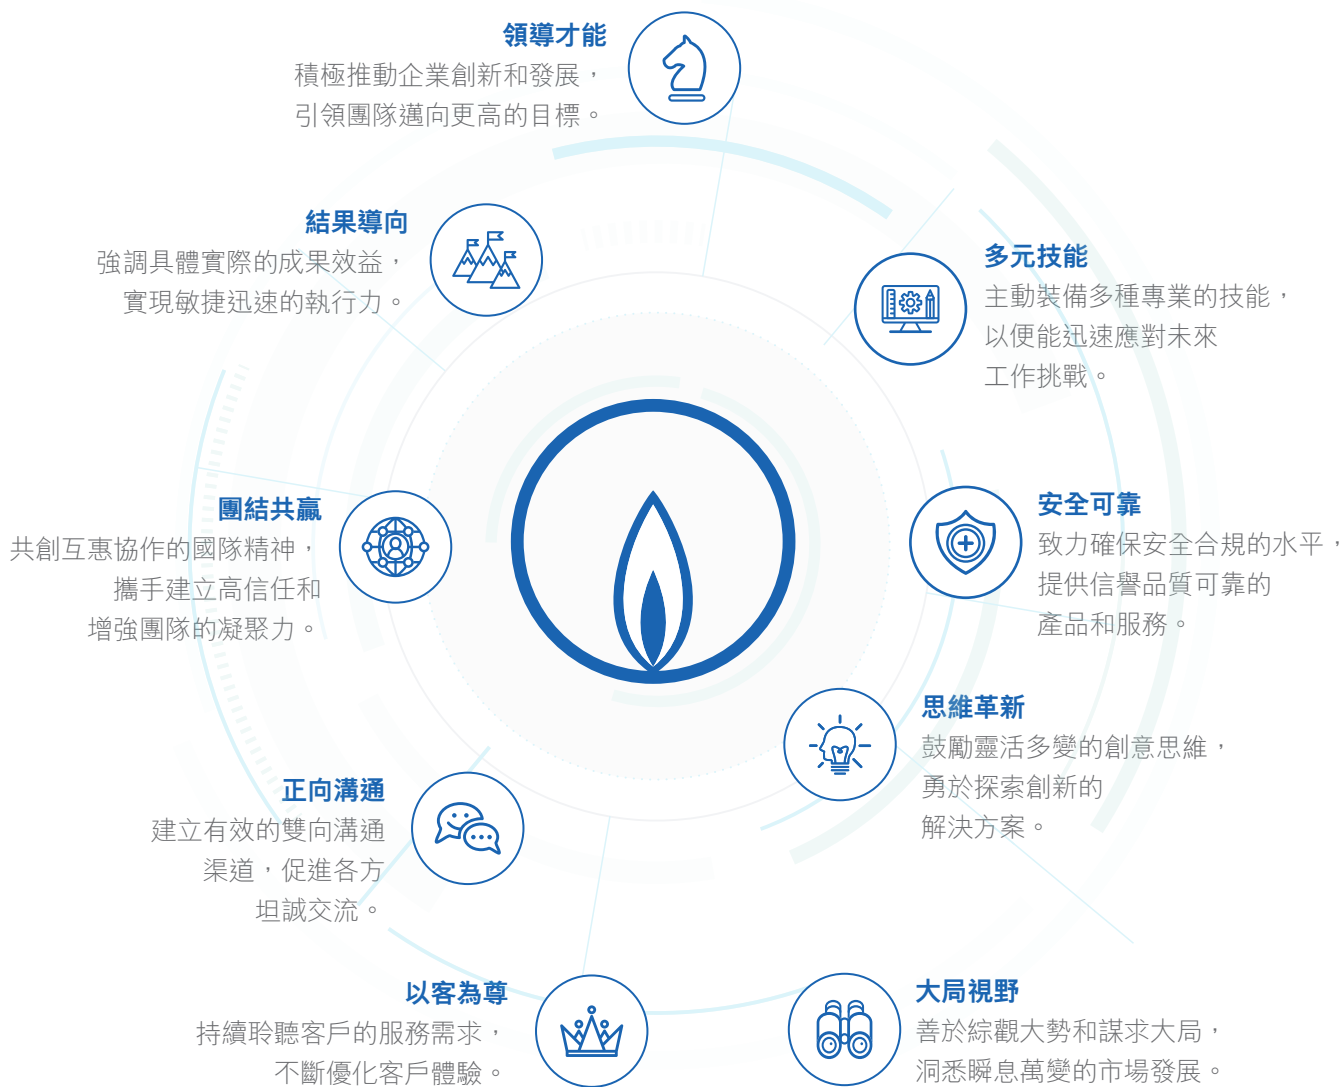 領導才能
積極推動企業創新和發展，
引領團隊邁向更高的目標。
結果導向
強調具體實際的成果效益，
實現敏捷迅速的執行力。
多元技能
主動裝備多種專業的技能，
以便能迅速應對未來
工作挑戰。
團結共贏
共創互惠協作的國隊精神，
攜手建立高信任和
增強團隊的凝聚力。
安全可靠
致力確保安全合規的水平，
提供信譽品質可靠的
產品和服務。
思維革新
鼓勵靈活多變的創意思維，
勇於探索創新的
解決方案。
正向溝通
建立有效的雙向溝通
渠道，促進各方
坦誠交流。
以客為尊
持續聆聽客戶的服務需求，
不斷優化客戶體驗。
大局視野
善於綜觀大勢和謀求大局，
洞悉瞬息萬變的市場發展。